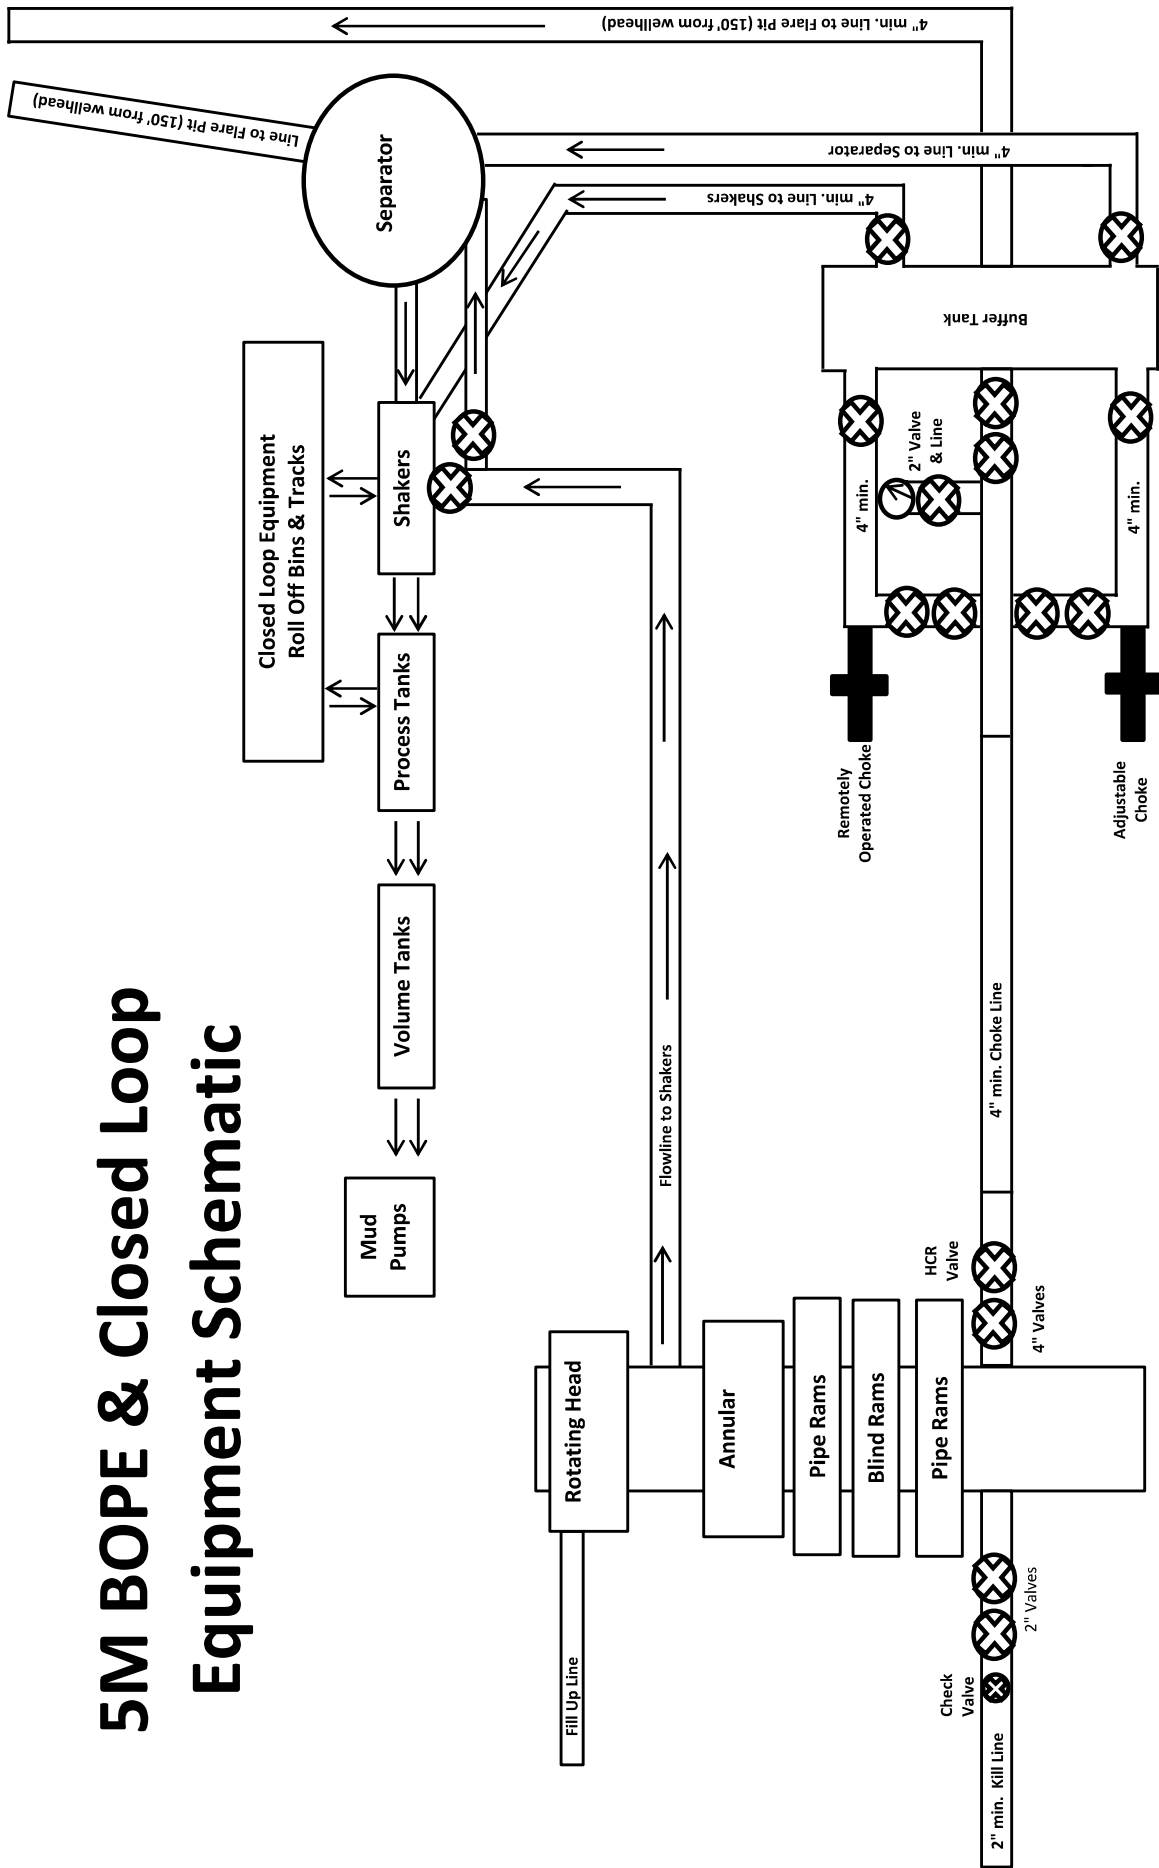 5M BOPE & Closed Loop
Equipment Schematic
Closed Loop Equipment
Roll Off Bins & Tracks
Mud
Pumps
Volume Tanks
Process Tanks
Shakers
Separator
Line to Flare Pit (150' from wellhead)
4" min. Line to Flare Pit (150' from wellhead)
4" min. Line to Separator
4" min. Line to Shakers
Fill Up Line
Rotating Head
Flowline to Shakers
Annular
Pipe Rams
Blind Rams
Pipe Rams
2" min. Kill Line
Check
Valve
2" Valves
HCR
Valve
4" Valves
4" min. Choke Line
Remotely
Operated Choke
Adjustable
Choke
4" min.
2" Valve
& Line
4" min.
Buffer Tank